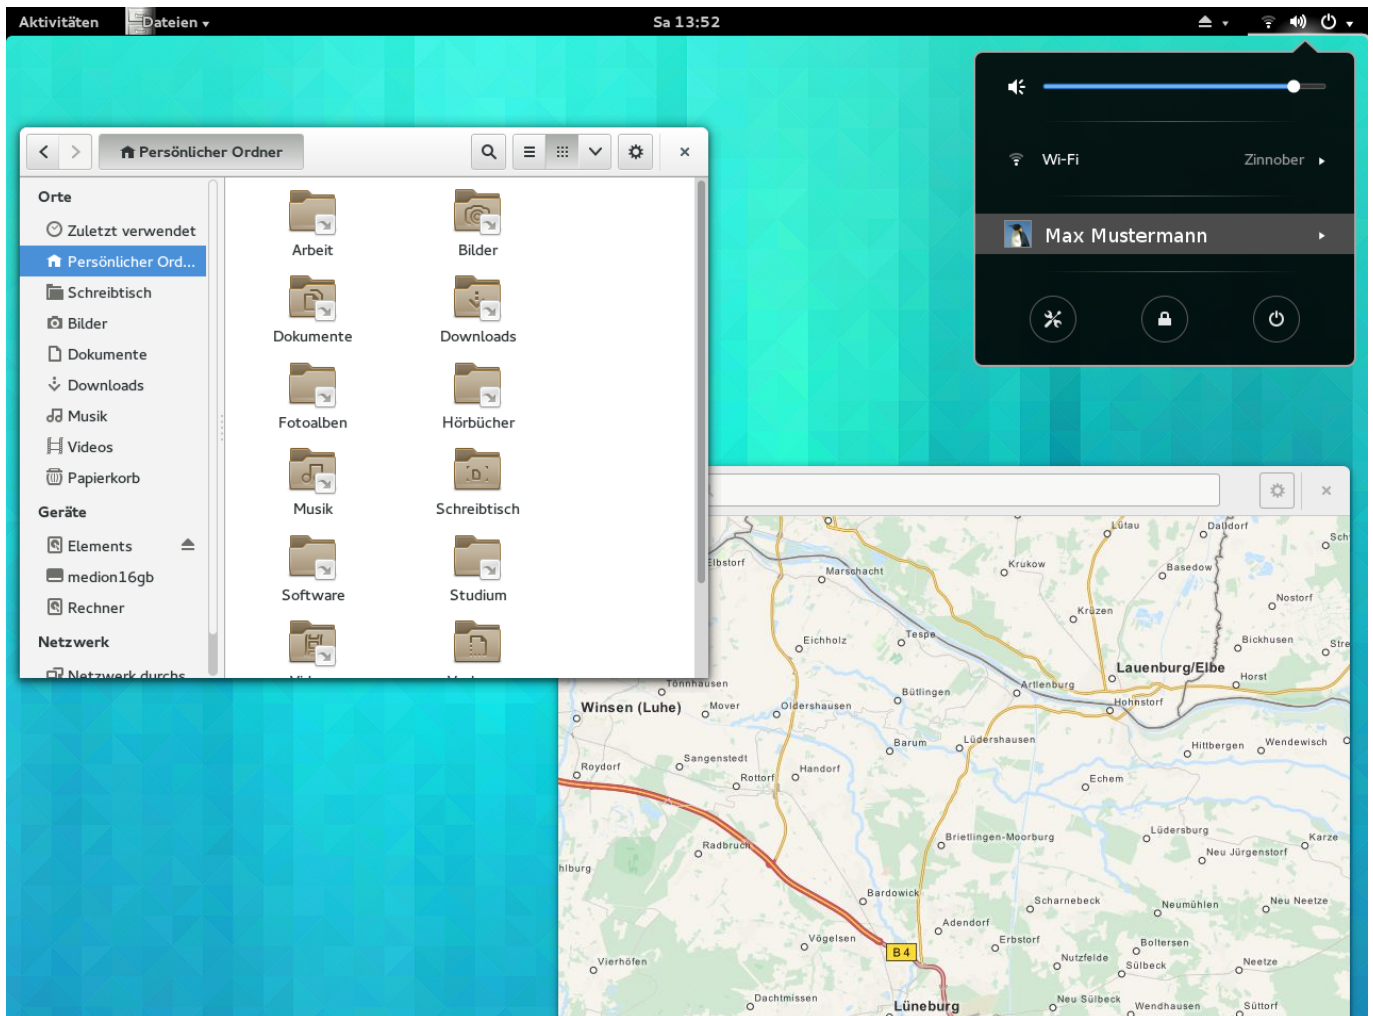 Aktivitäten
Dateien
Sa 13:52
Persönlicher Ordner
Orte
Zuletzt verwendet
Persönlicher Ord...
Schreibtisch
Bilder
Dokumente
Downloads
Musik
Videos
Papierkorb
Geräte
Elements
medion16gb
Rechner
Netzwerk
Netzwerk durchs
Arbeit
Bilder
Dokumente
Downloads
Fotoalben
Hörbücher
Musik
Schreibtisch
Software
Studium
Wi-Fi
Zinnober
Max Mustermann
Lütau
Dalldorf
Sch
Elbstorf
Marschacht
Krukow
Basedow
Nostorf
Krüzen
Eichholz
Tespe
Bickhusen
Stre
Lauenburg/Elbe
Horst
Tönnhausen
Bütlingen
Artlenburg
Hohnstorf
Winsen (Luhe)
Mover
Oldershausen
Barum
Lüdershausen
Hittbergen
Wendewisch
Sangenstedt
Roydorf
Rottorf
Handorf
Echem
Brietlingen-Moorburg
Lüdersburg
Karze
Radbruch
Neu Jürgenstorf
hlburg
Bardowick
Scharnebeck
Neumühlen
Neu Neetze
Adendorf
Vögelsen
Erbstorf
Boltersen
B 4
Nutzfelde
Sülbeck
Neetze
Vierhöfen
Dachtmissen
Lüneburg
Neu Sülbeck
Wendhausen
Süttorf